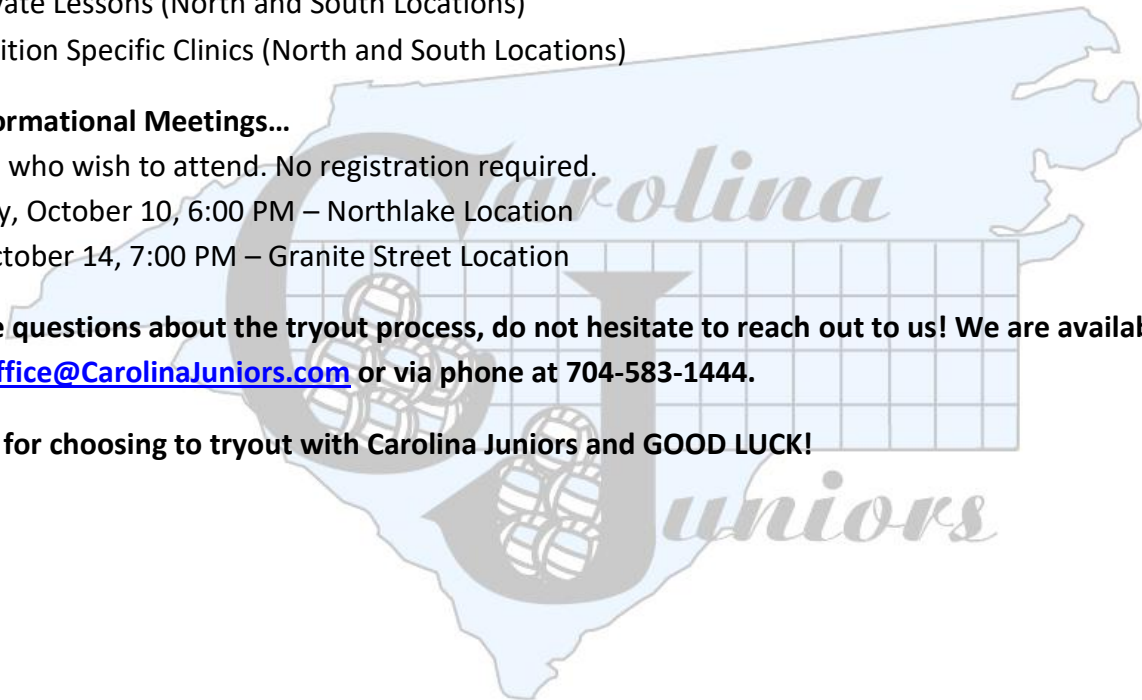 vate Lessons (North and South Locations)
ition Specific Clinics (North and South Locations)
ormational Meetings…
who wish to attend. No registration required.
y, October 10, 6:00 PM – Northlake Location
ctober 14, 7:00 PM – Granite Street Location
e questions about the tryout process, do not hesitate to reach out to us! We are availab
ffice@CarolinaJuniors.com or via phone at 704-583-1444.
for choosing to tryout with Carolina Juniors and GOOD LUCK!
Carolina
Juniors